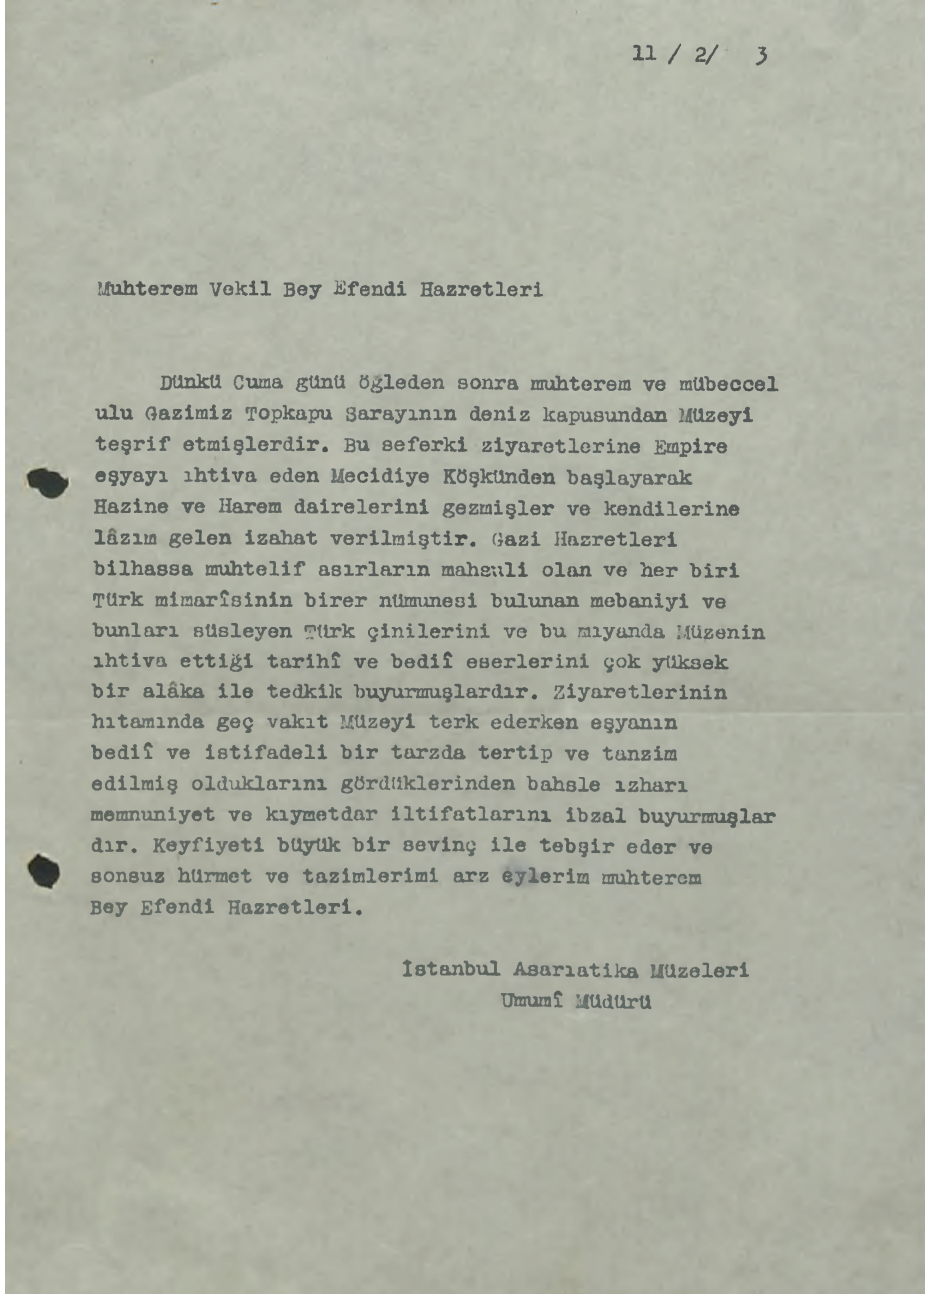 11 / 2/ 3
Muhterem Vekil Bey Efendi Hazretleri
Dünkü Cuma günü öğleden sonra muhterem ve mübeccel
ulu Gazimiz Topkapu Sarayının deniz kapusundan Müzeyi
teşrif etmişlerdir. Bu seferki ziyaretlerine Empire
eşyayı ıhtiva eden Mecidiye Köşkünden başlayarak
Hazine ve Harem dairelerini gezmişler ve kendilerine
lâzım gelen izahat verilmiştir. Gazi Hazretleri
bilhassa muhtelif asırların mahsuli olan ve her biri
Türk mimarîsinin birer nümunesi bulunan mebaniyi ve
bunları süsleyen Türk çinilerini ve bu mıyanda Müzenin
ıhtiva ettiği tarihî ve bediî eserlerini çok yüksek
bir alâka ile tedkik buyurmuşlardır. Ziyaretlerinin
hıtamında geç vakıt Müzeyi terk ederken eşyanın
bediî ve istifadeli bir tarzda tertip ve tanzim
edilmiş olduklarını gördüklerinden bahsle ızharı
memnuniyet ve kıymetdar iltifatlarını ibzal buyurmuşlar
dır. Keyfiyeti büyük bir sevinç ile tebşir eder ve
sonsuz hürmet ve tazimlerimi arz eylerim muhterem
Bey Efendi Hazretleri.
İstanbul Asarıatika Müzeleri
Umumî Müdürü